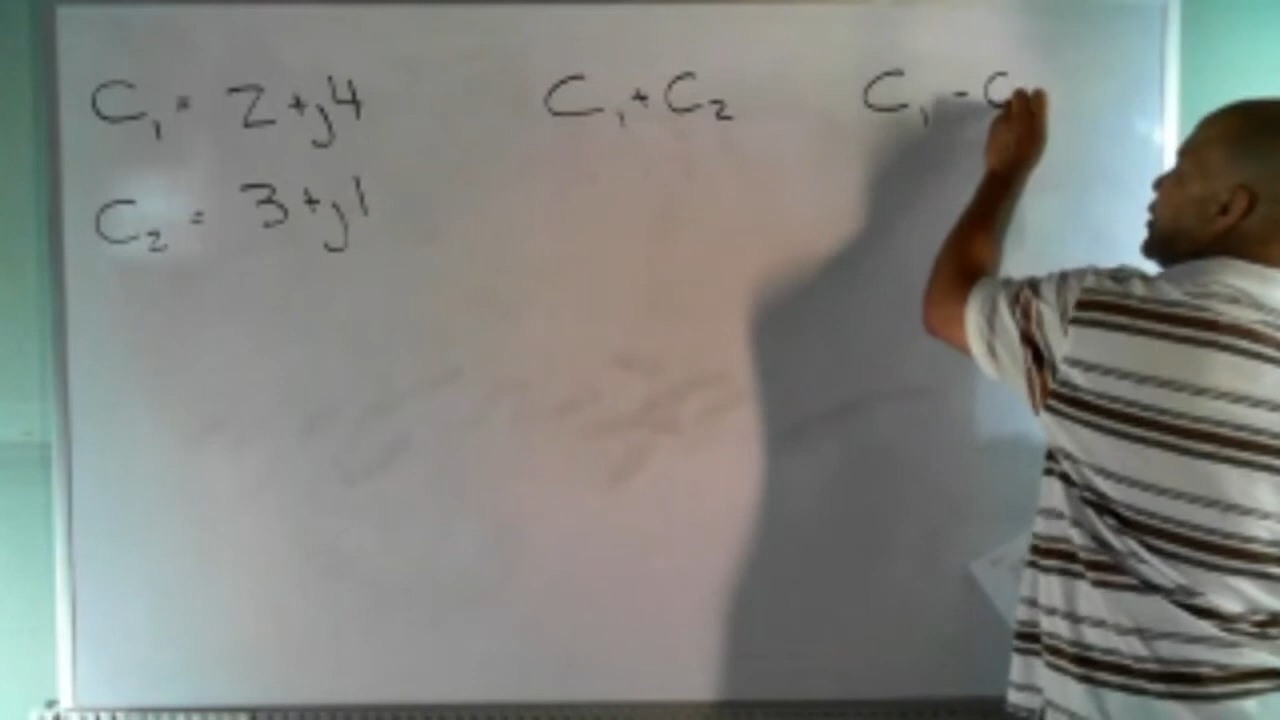 C₁ = 2+j4
C₁+C₂
C₁-C
C₂ = 3+j1